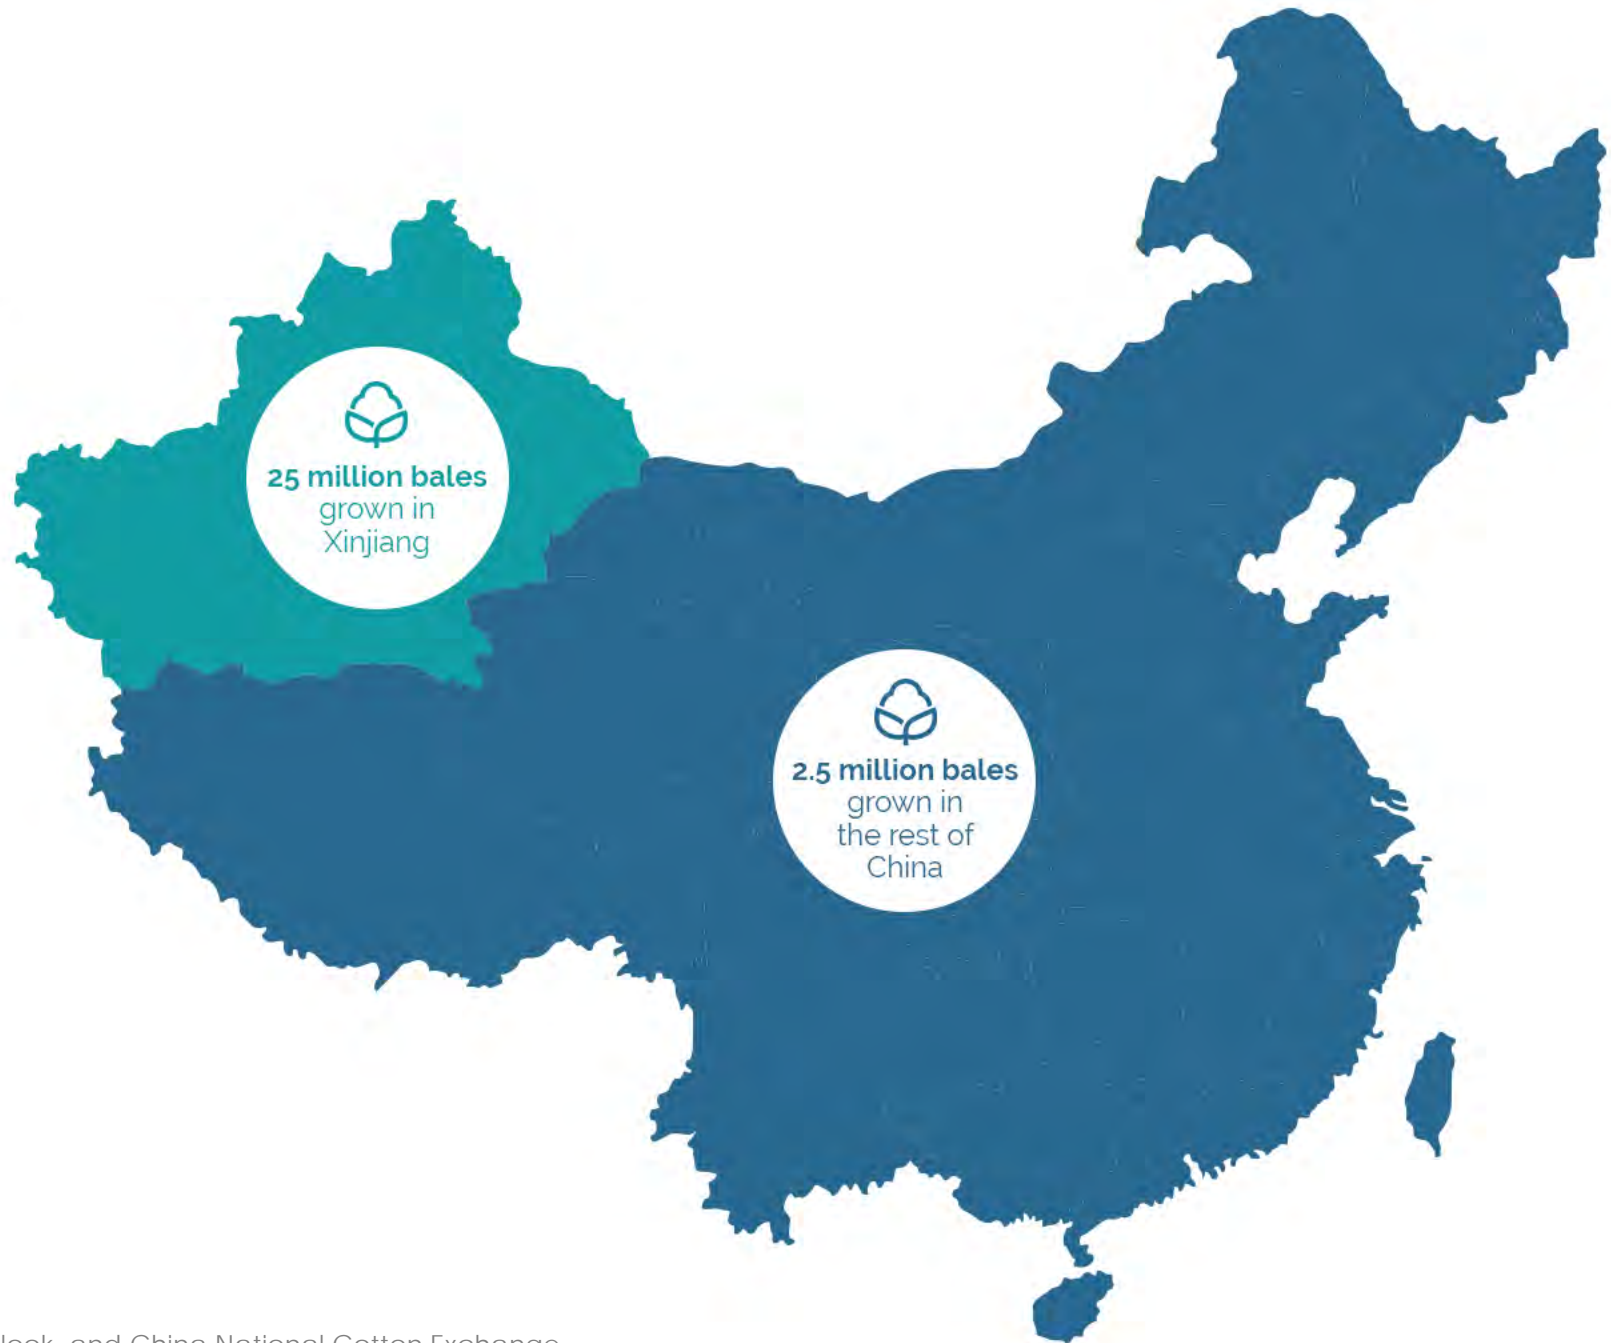 25 million bales
grown in
Xinjiang
2.5 million bales
grown in
the rest of
China
and China National Cotton Exchange